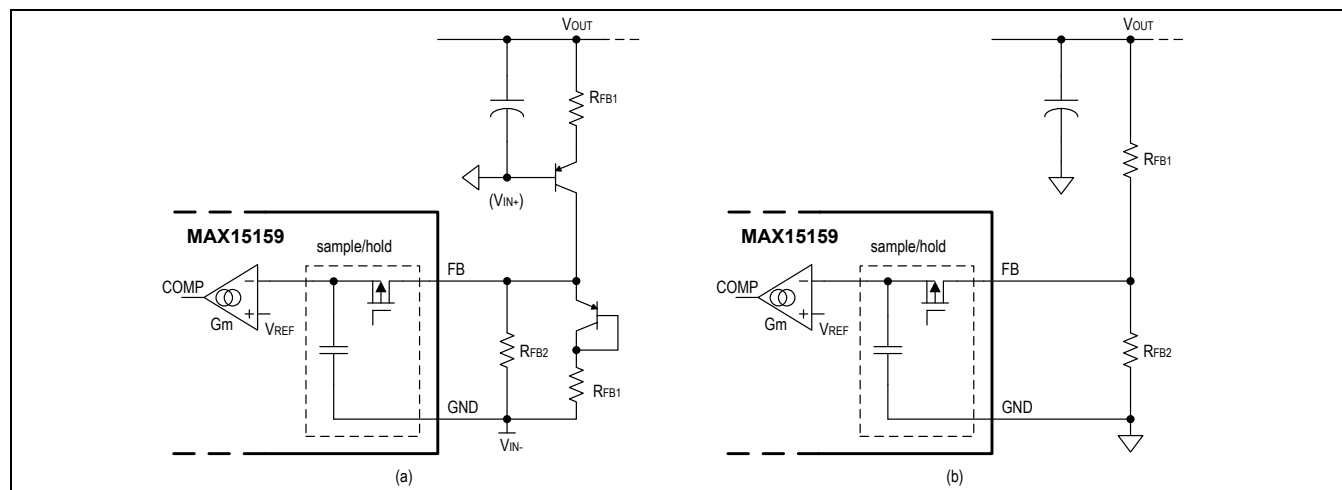 VOUT
RFB1
(VIN+)
MAX15159
sample/hold
FB
COMP
-
+
Gm
VREF
RFB2
RFB1
GND
VIN-
(a)
VOUT
RFB1
MAX15159
sample/hold
FB
COMP
-
+
Gm
VREF
RFB2
GND
(b)